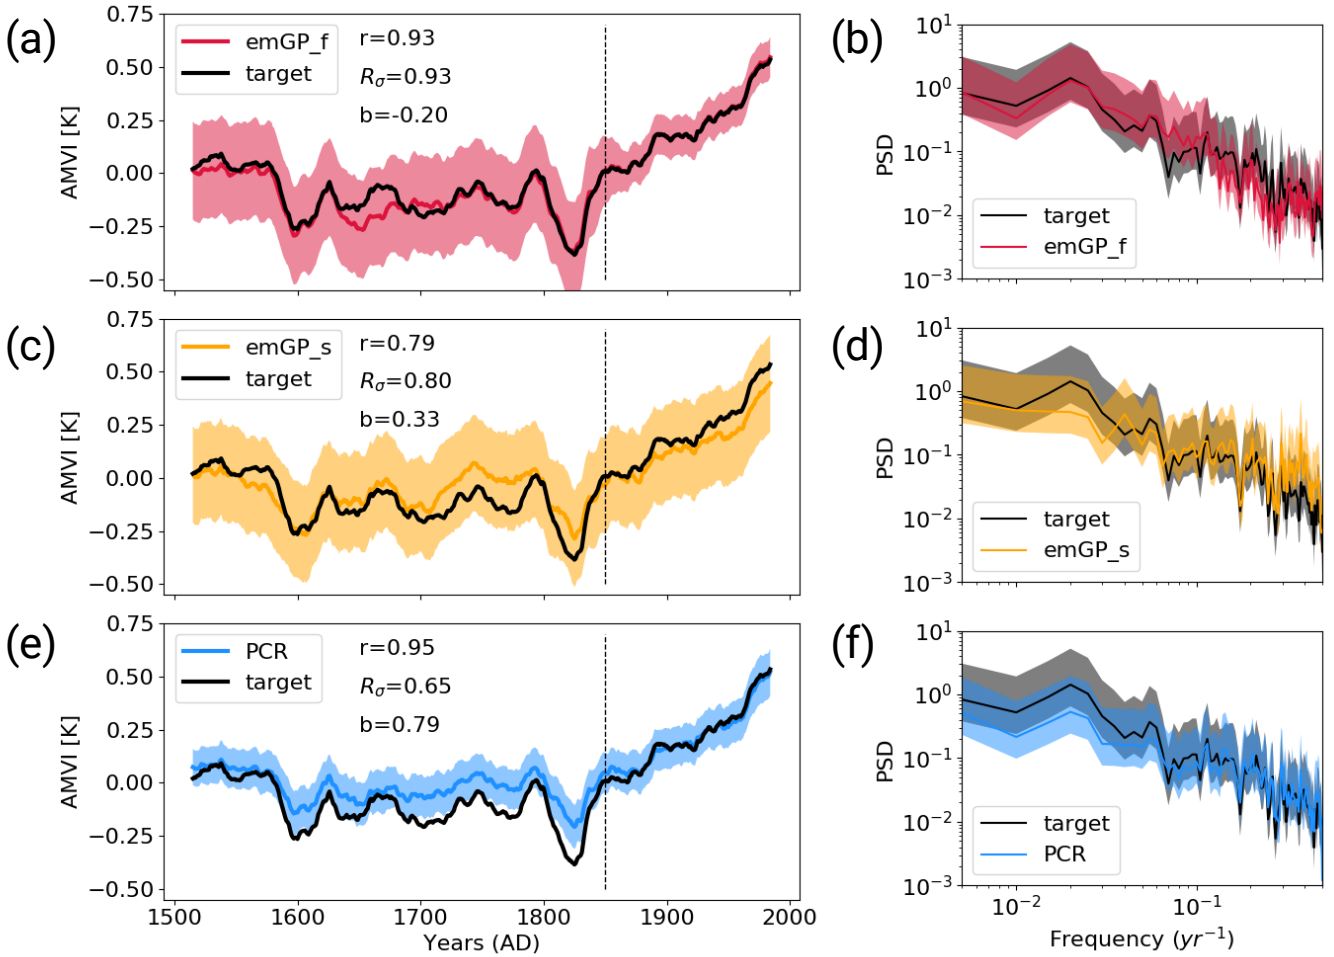 (a)
0.75
0.50
0.25
0.00
−0.25
−0.50
AMVI [K]
emGP_f
target
r=0.93
Rσ=0.93
b=-0.20
(b)
10¹
10⁰
10⁻¹
10⁻²
10⁻³
PSD
target
emGP_f
(c)
0.75
0.50
0.25
0.00
−0.25
−0.50
AMVI [K]
emGP_s
target
r=0.79
Rσ=0.80
b=0.33
(d)
10¹
10⁰
10⁻¹
10⁻²
10⁻³
PSD
target
emGP_s
(e)
0.75
0.50
0.25
0.00
−0.25
−0.50
AMVI [K]
PCR
target
r=0.95
Rσ=0.65
b=0.79
1500 1600 1700 1800 1900 2000
Years (AD)
(f)
10¹
10⁰
10⁻¹
10⁻²
10⁻³
PSD
target
PCR
10⁻² 10⁻¹
Frequency (yr⁻¹)